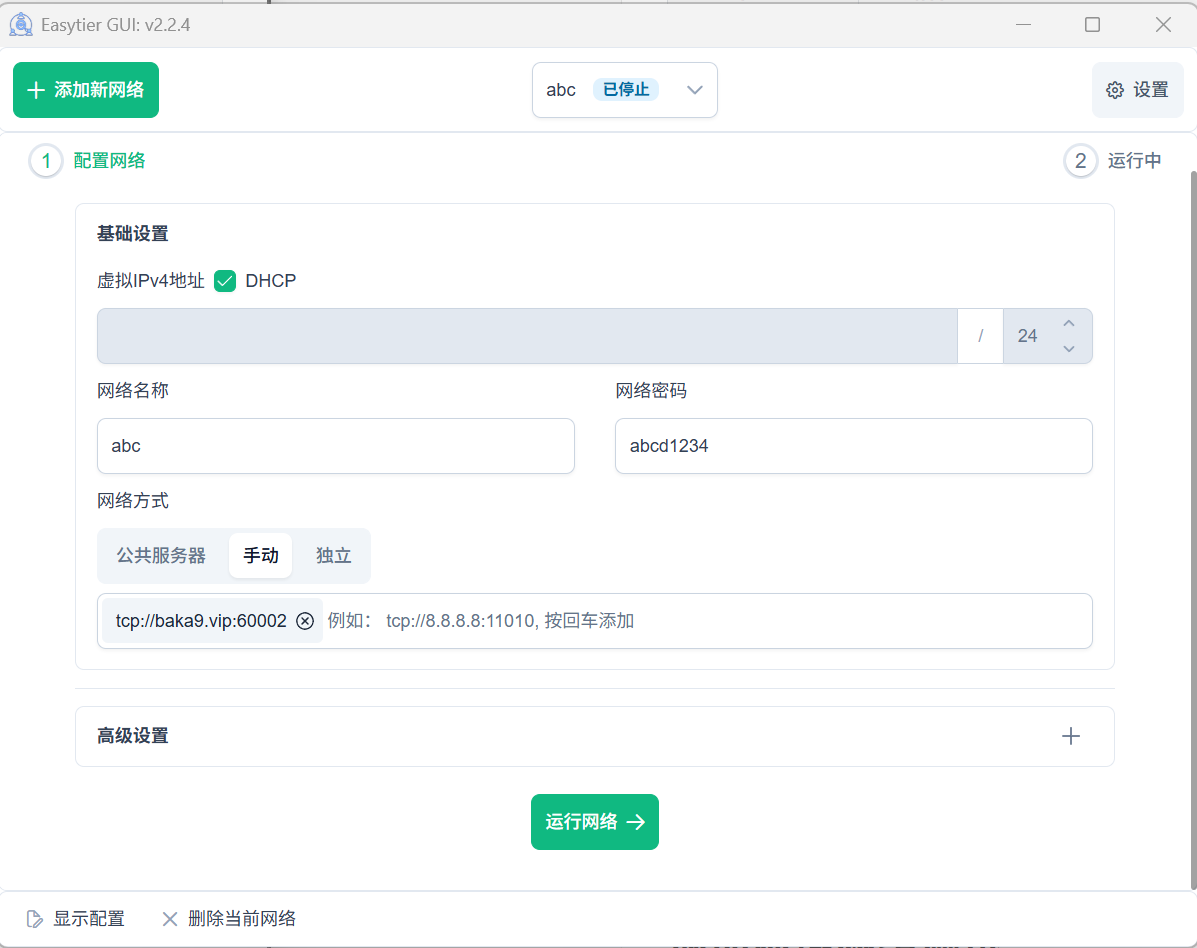 Easytier GUI: v2.2.4
添加新网络
abc 已停止
设置
1 配置网络
2 运行中
基础设置
虚拟IPv4地址 DHCP
/ 24
网络名称 网络密码
abc abcd1234
网络方式
公共服务器 手动 独立
tcp://baka9.vip:60002 例如： tcp://8.8.8.8:11010, 按回车添加
高级设置
运行网络
显示配置 删除当前网络